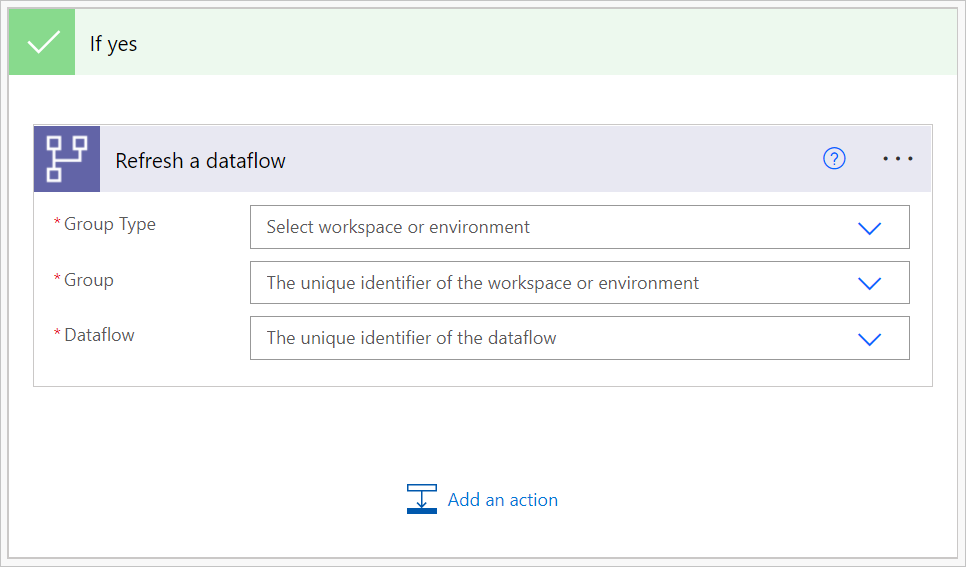 If yes
Refresh a dataflow
?
...
* Group Type
Select workspace or environment
* Group
The unique identifier of the workspace or environment
* Dataflow
The unique identifier of the dataflow
Add an action